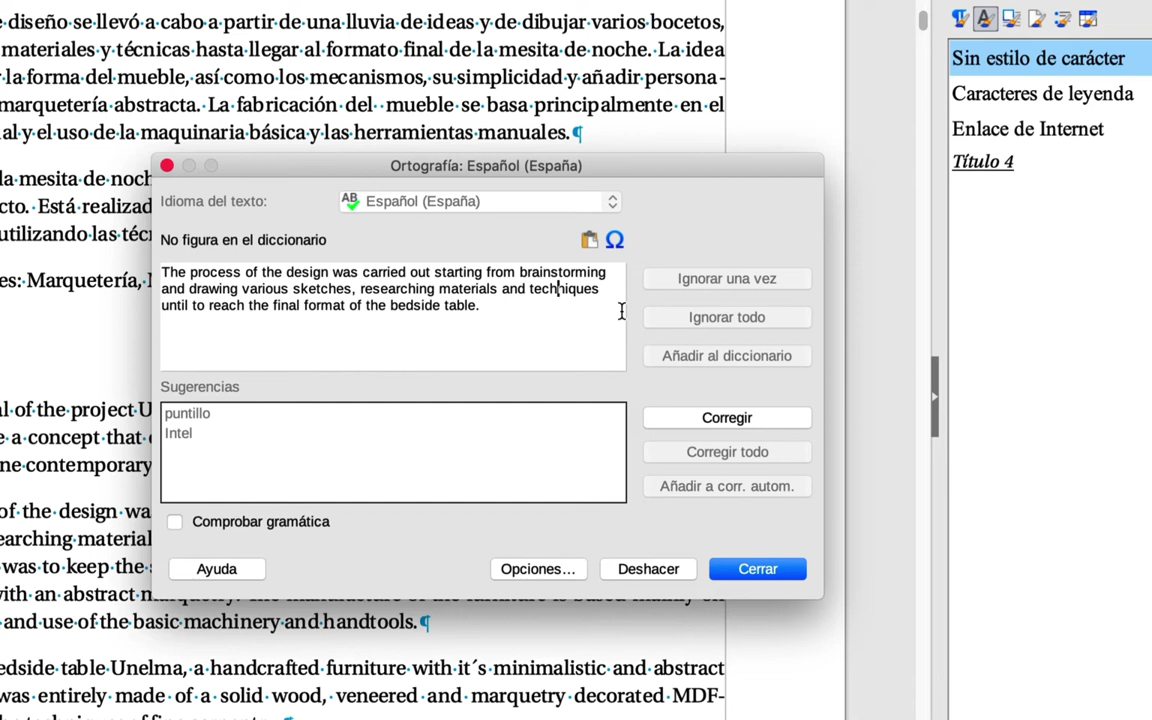 e diseño se llevó a cabo a partir de una lluvia de ideas y de dibujar varios bocetos,
materiales y técnicas hasta llegar al formato final de la mesita de noche. La idea
la forma del mueble, así como los mecanismos, su simplicidad y añadir persona-
marquetería abstracta. La fabricación del mueble se basa principalmente en el
al y el uso de la maquinaria básica y las herramientas manuales.¶
Sin estilo de carácter
Caracteres de leyenda
Enlace de Internet
Título 4
la mesita de noch
cto. Está realizad
utilizando las téc
es: Marquetería,
Ortografía: Español (España)
Idioma del texto:
Español (España)
No figura en el diccionario
The process of the design was carried out starting from brainstorming
and drawing various sketches, researching materials and techhiques
until to reach the final format of the bedside table.
Ignorar una vez
Ignorar todo
Añadir al diccionario
Sugerencias
puntillo
Intel
Corregir
Corregir todo
Añadir a corr. autom.
Comprobar gramática
Ayuda
Opciones...
Deshacer
Cerrar
al of the project U
e a concept that
ne contemporary
of the design wa
earching material
was to keep the
with an abstract
and use of the basic machinery and handtools.¶
edside table Unelma, a handcrafted furniture with it´s minimalistic and abstract
was entirely made of a solid wood, veneered and marquetry decorated MDF-